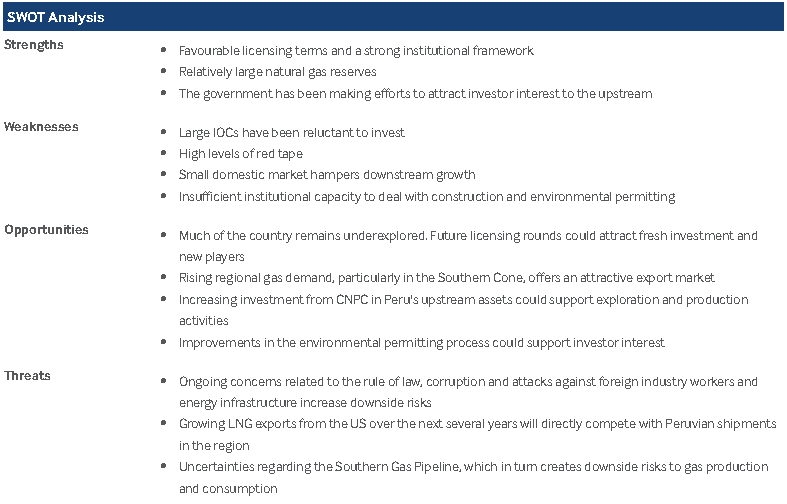 SWOT Analysis
Strengths
• Favourable licensing terms and a strong institutional framework
• Relatively large natural gas reserves
• The government has been making efforts to attract investor interest to the upstream
Weaknesses
• Large IOCs have been reluctant to invest
• High levels of red tape
• Small domestic market hampers downstream growth
• Insufficient institutional capacity to deal with construction and environmental permitting
Opportunities
• Much of the country remains underexplored. Future licensing rounds could attract fresh investment and
new players
• Rising regional gas demand, particularly in the Southern Cone, offers an attractive export market
• Increasing investment from CNPC in Peru's upstream assets could support exploration and production
activities
• Improvements in the environmental permitting process could support investor interest
Threats
• Ongoing concerns related to the rule of law, corruption and attacks against foreign industry workers and
energy infrastructure increase downside risks
• Growing LNG exports from the US over the next several years will directly compete with Peruvian shipments
in the region
• Uncertainties regarding the Southern Gas Pipeline, which in turn creates downside risks to gas production
and consumption